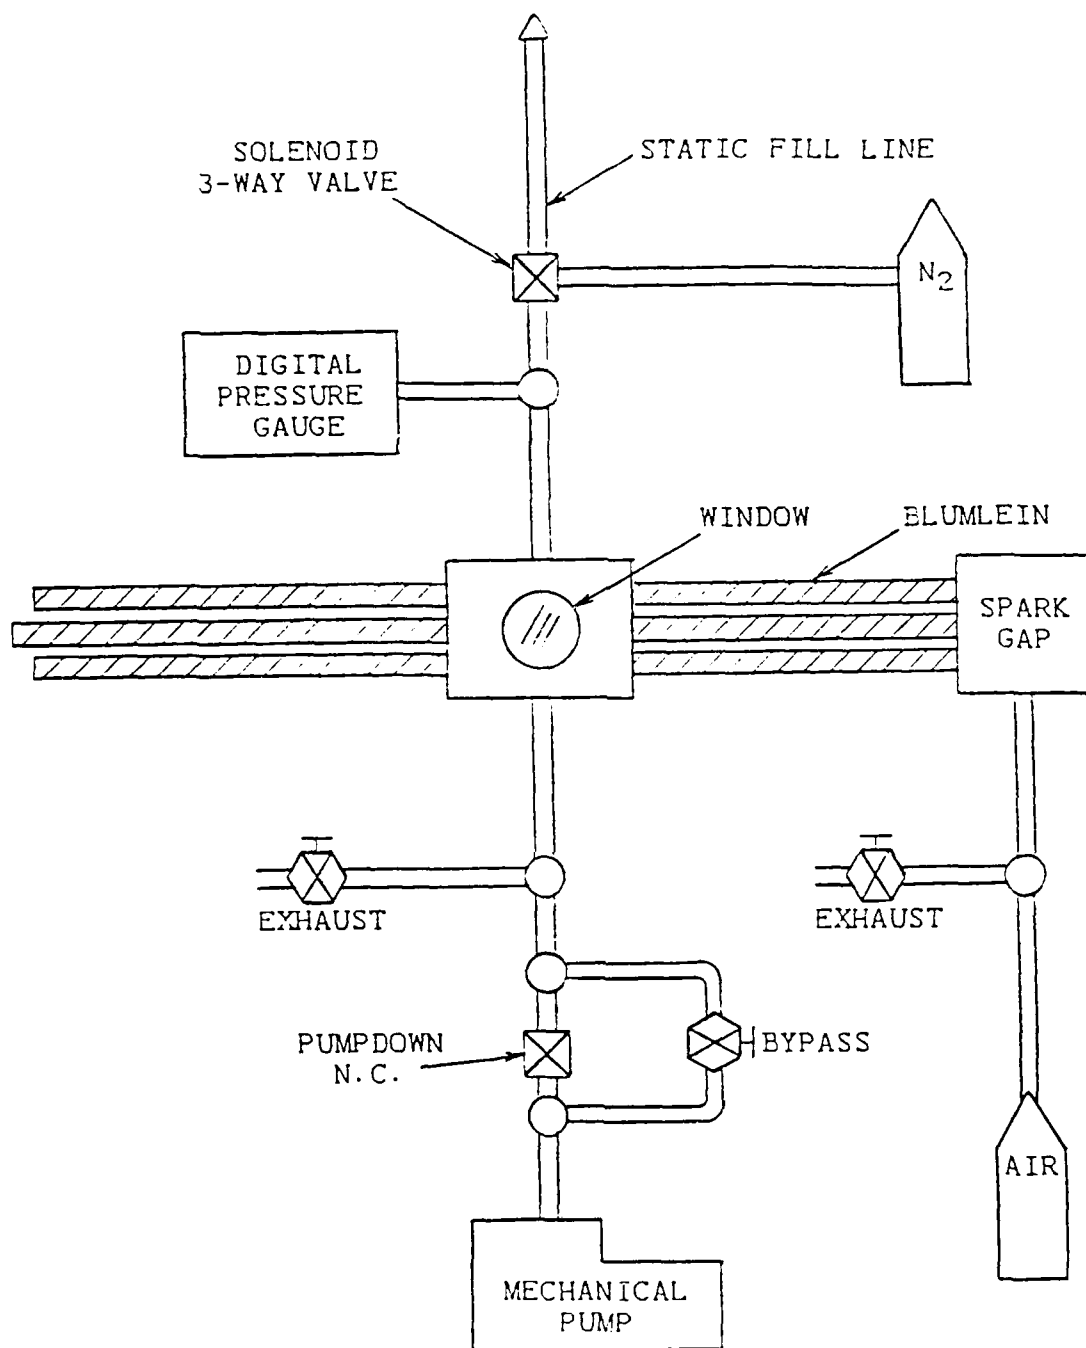 SOLENOID
3-WAY VALVE
STATIC FILL LINE
N2
DIGITAL
PRESSURE
GAUGE
WINDOW
BLUMLEIN
SPARK
GAP
EXHAUST
EXHAUST
PUMPDOWN
N.C.
BYPASS
AIR
MECHANICAL
PUMP